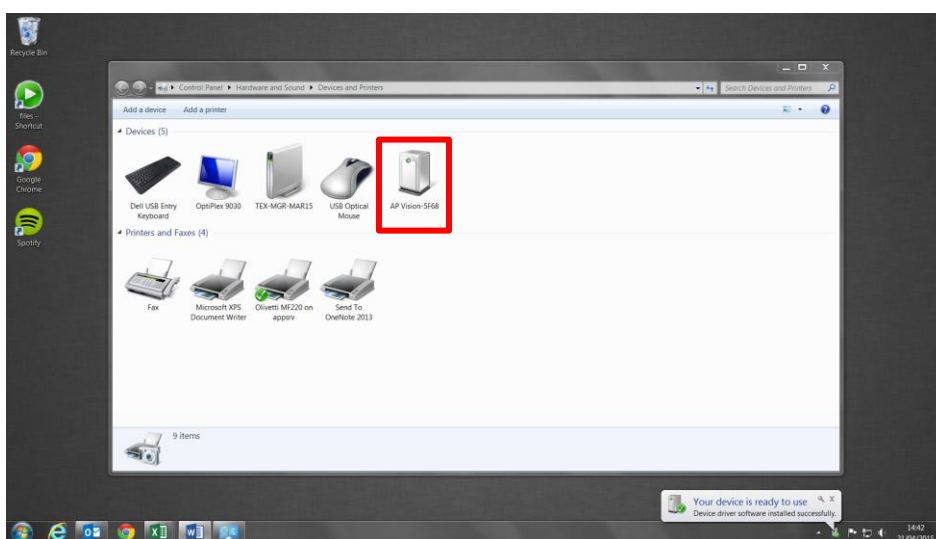 Recycle Bin
files -
Shortcut
Google
Chrome
Spotify
Control Panel ▸ Hardware and Sound ▸ Devices and Printers
Search Devices and Printers
Add a device Add a printer
Devices (5)
Dell USB Entry
Keyboard
OptiPlex 9030
TEX-MGR-MAR15
USB Optical
Mouse
AP Vision-5F68
Printers and Faxes (4)
Fax
Microsoft XPS
Document Writer
Olivetti MF220 on
appsrv
Send To
OneNote 2013
9 items
Your device is ready to use
Device driver software installed successfully.
14:42
21/04/2015